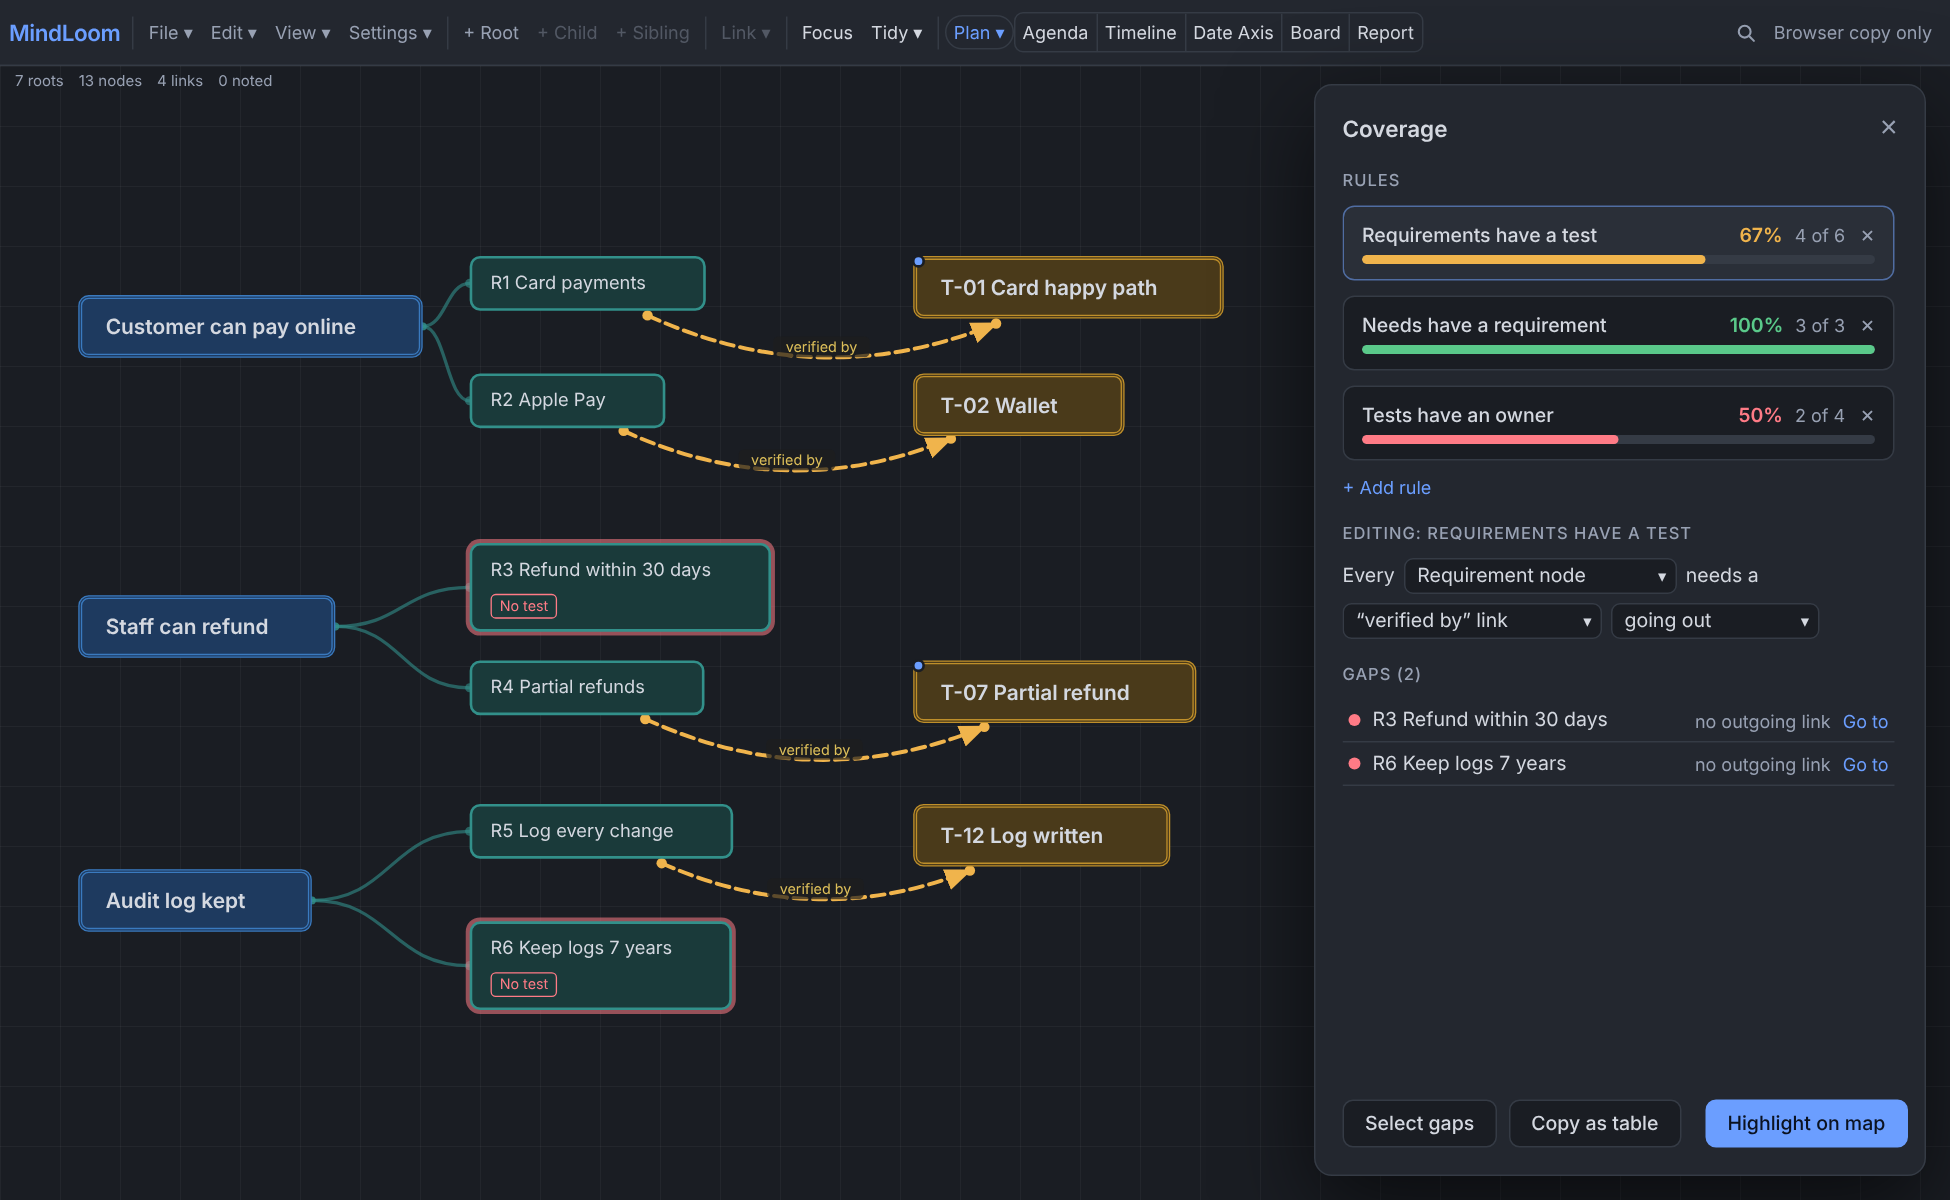 MindLoom File ▾ Edit ▾ View ▾ Settings ▾ + Root + Child + Sibling Link ▾ Focus Tidy ▾ Plan ▾ Agenda Timeline Date Axis Board Report Browser copy only
7 roots 13 nodes 4 links 0 noted
Customer can pay online
R1 Card payments
verified by
T-01 Card happy path
R2 Apple Pay
verified by
T-02 Wallet
Staff can refund
R3 Refund within 30 days
No test
R4 Partial refunds
verified by
T-07 Partial refund
Audit log kept
R5 Log every change
verified by
T-12 Log written
R6 Keep logs 7 years
No test
Coverage ✕
RULES
Requirements have a test 67% 4 of 6 ✕
Needs have a requirement 100% 3 of 3 ✕
Tests have an owner 50% 2 of 4 ✕
+ Add rule
EDITING: REQUIREMENTS HAVE A TEST
Every Requirement node ▾ needs a
“verified by” link ▾ going out ▾
GAPS (2)
R3 Refund within 30 days no outgoing link Go to
R6 Keep logs 7 years no outgoing link Go to
Select gaps Copy as table Highlight on map